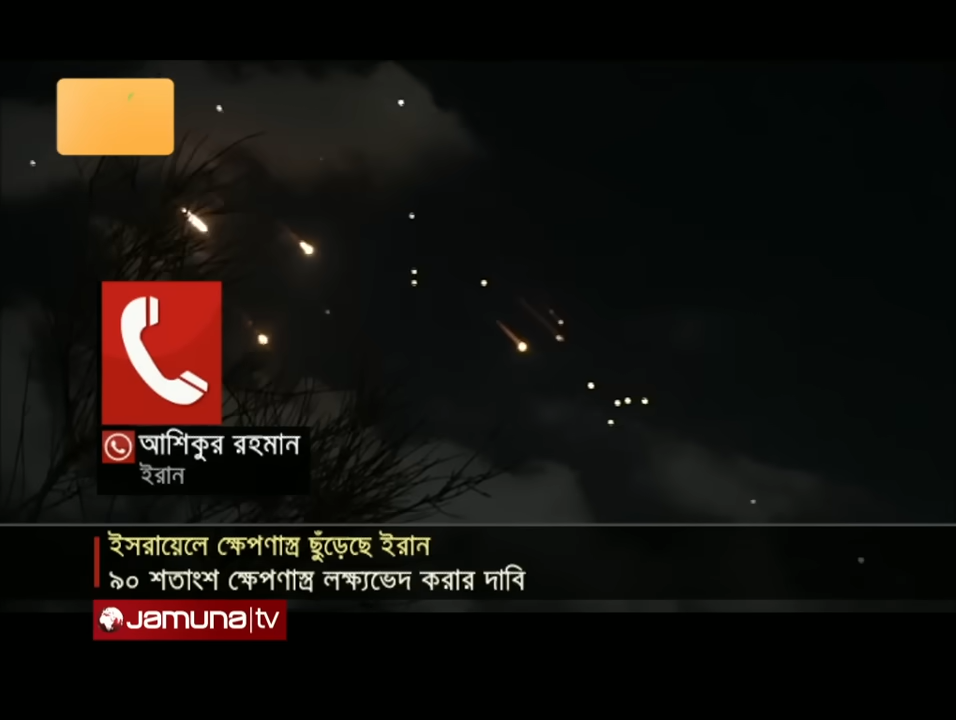 আশিকুর রহমান
ইরান
ইসরায়েলে ক্ষেপণাস্ত্র ছুঁড়েছে ইরান
৯০ শতাংশ ক্ষেপণাস্ত্র লক্ষ্যভেদ করার দাবি
Jamuna|tv